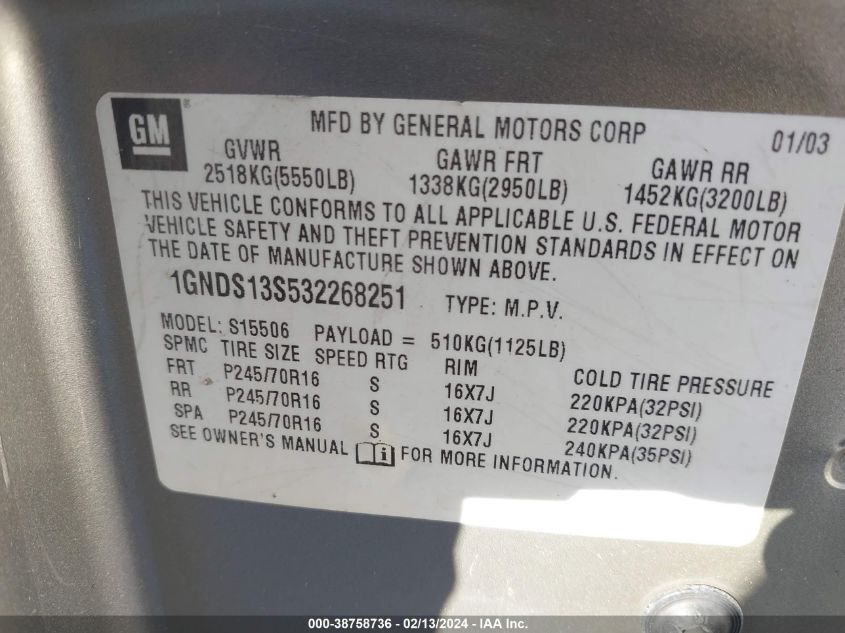 GM MFD BY GENERAL MOTORS CORP 01/03
GVWR GAWR FRT GAWR RR
2518KG(5550LB) 1338KG(2950LB) 1452KG(3200LB)
THIS VEHICLE CONFORMS TO ALL APPLICABLE U.S. FEDERAL MOTOR
VEHICLE SAFETY AND THEFT PREVENTION STANDARDS IN EFFECT ON
THE DATE OF MANUFACTURE SHOWN ABOVE.
1GNDS13S532268251 TYPE: M.P.V.
MODEL: S15506 PAYLOAD = 510KG(1125LB)
SPMC TIRE SIZE SPEED RTG RIM COLD TIRE PRESSURE
FRT P245/70R16 S 16X7J 220KPA(32PSI)
RR P245/70R16 S 16X7J 220KPA(32PSI)
SPA P245/70R16 S 16X7J 240KPA(35PSI)
SEE OWNER'S MANUAL FOR MORE INFORMATION.
000-38758736 - 02/13/2024 - IAA Inc.